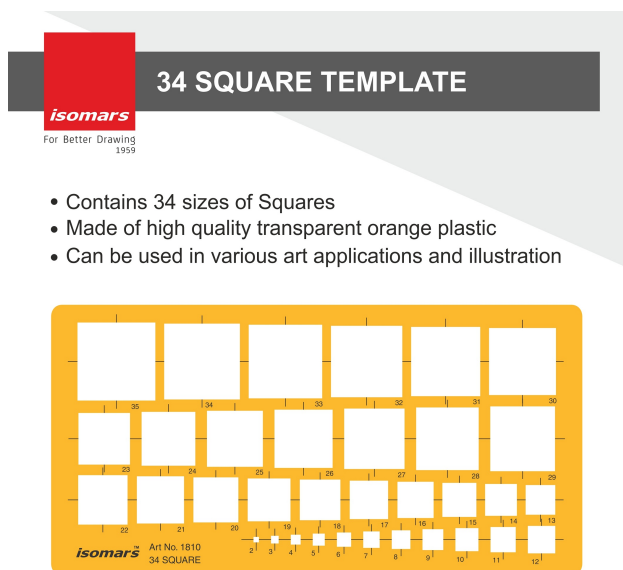 34 SQUARE TEMPLATE
isomars
For Better Drawing
1959
• Contains 34 sizes of Squares
• Made of high quality transparent orange plastic
• Can be used in various art applications and illustration
35 34 33 32 31 30
23 24 25 26 27 28 29
22 21 20 19 18 17 16 15 14 13
2 3 4 5 6 7 8 9 10 11 12
isomars™ Art No. 1810
34 SQUARE